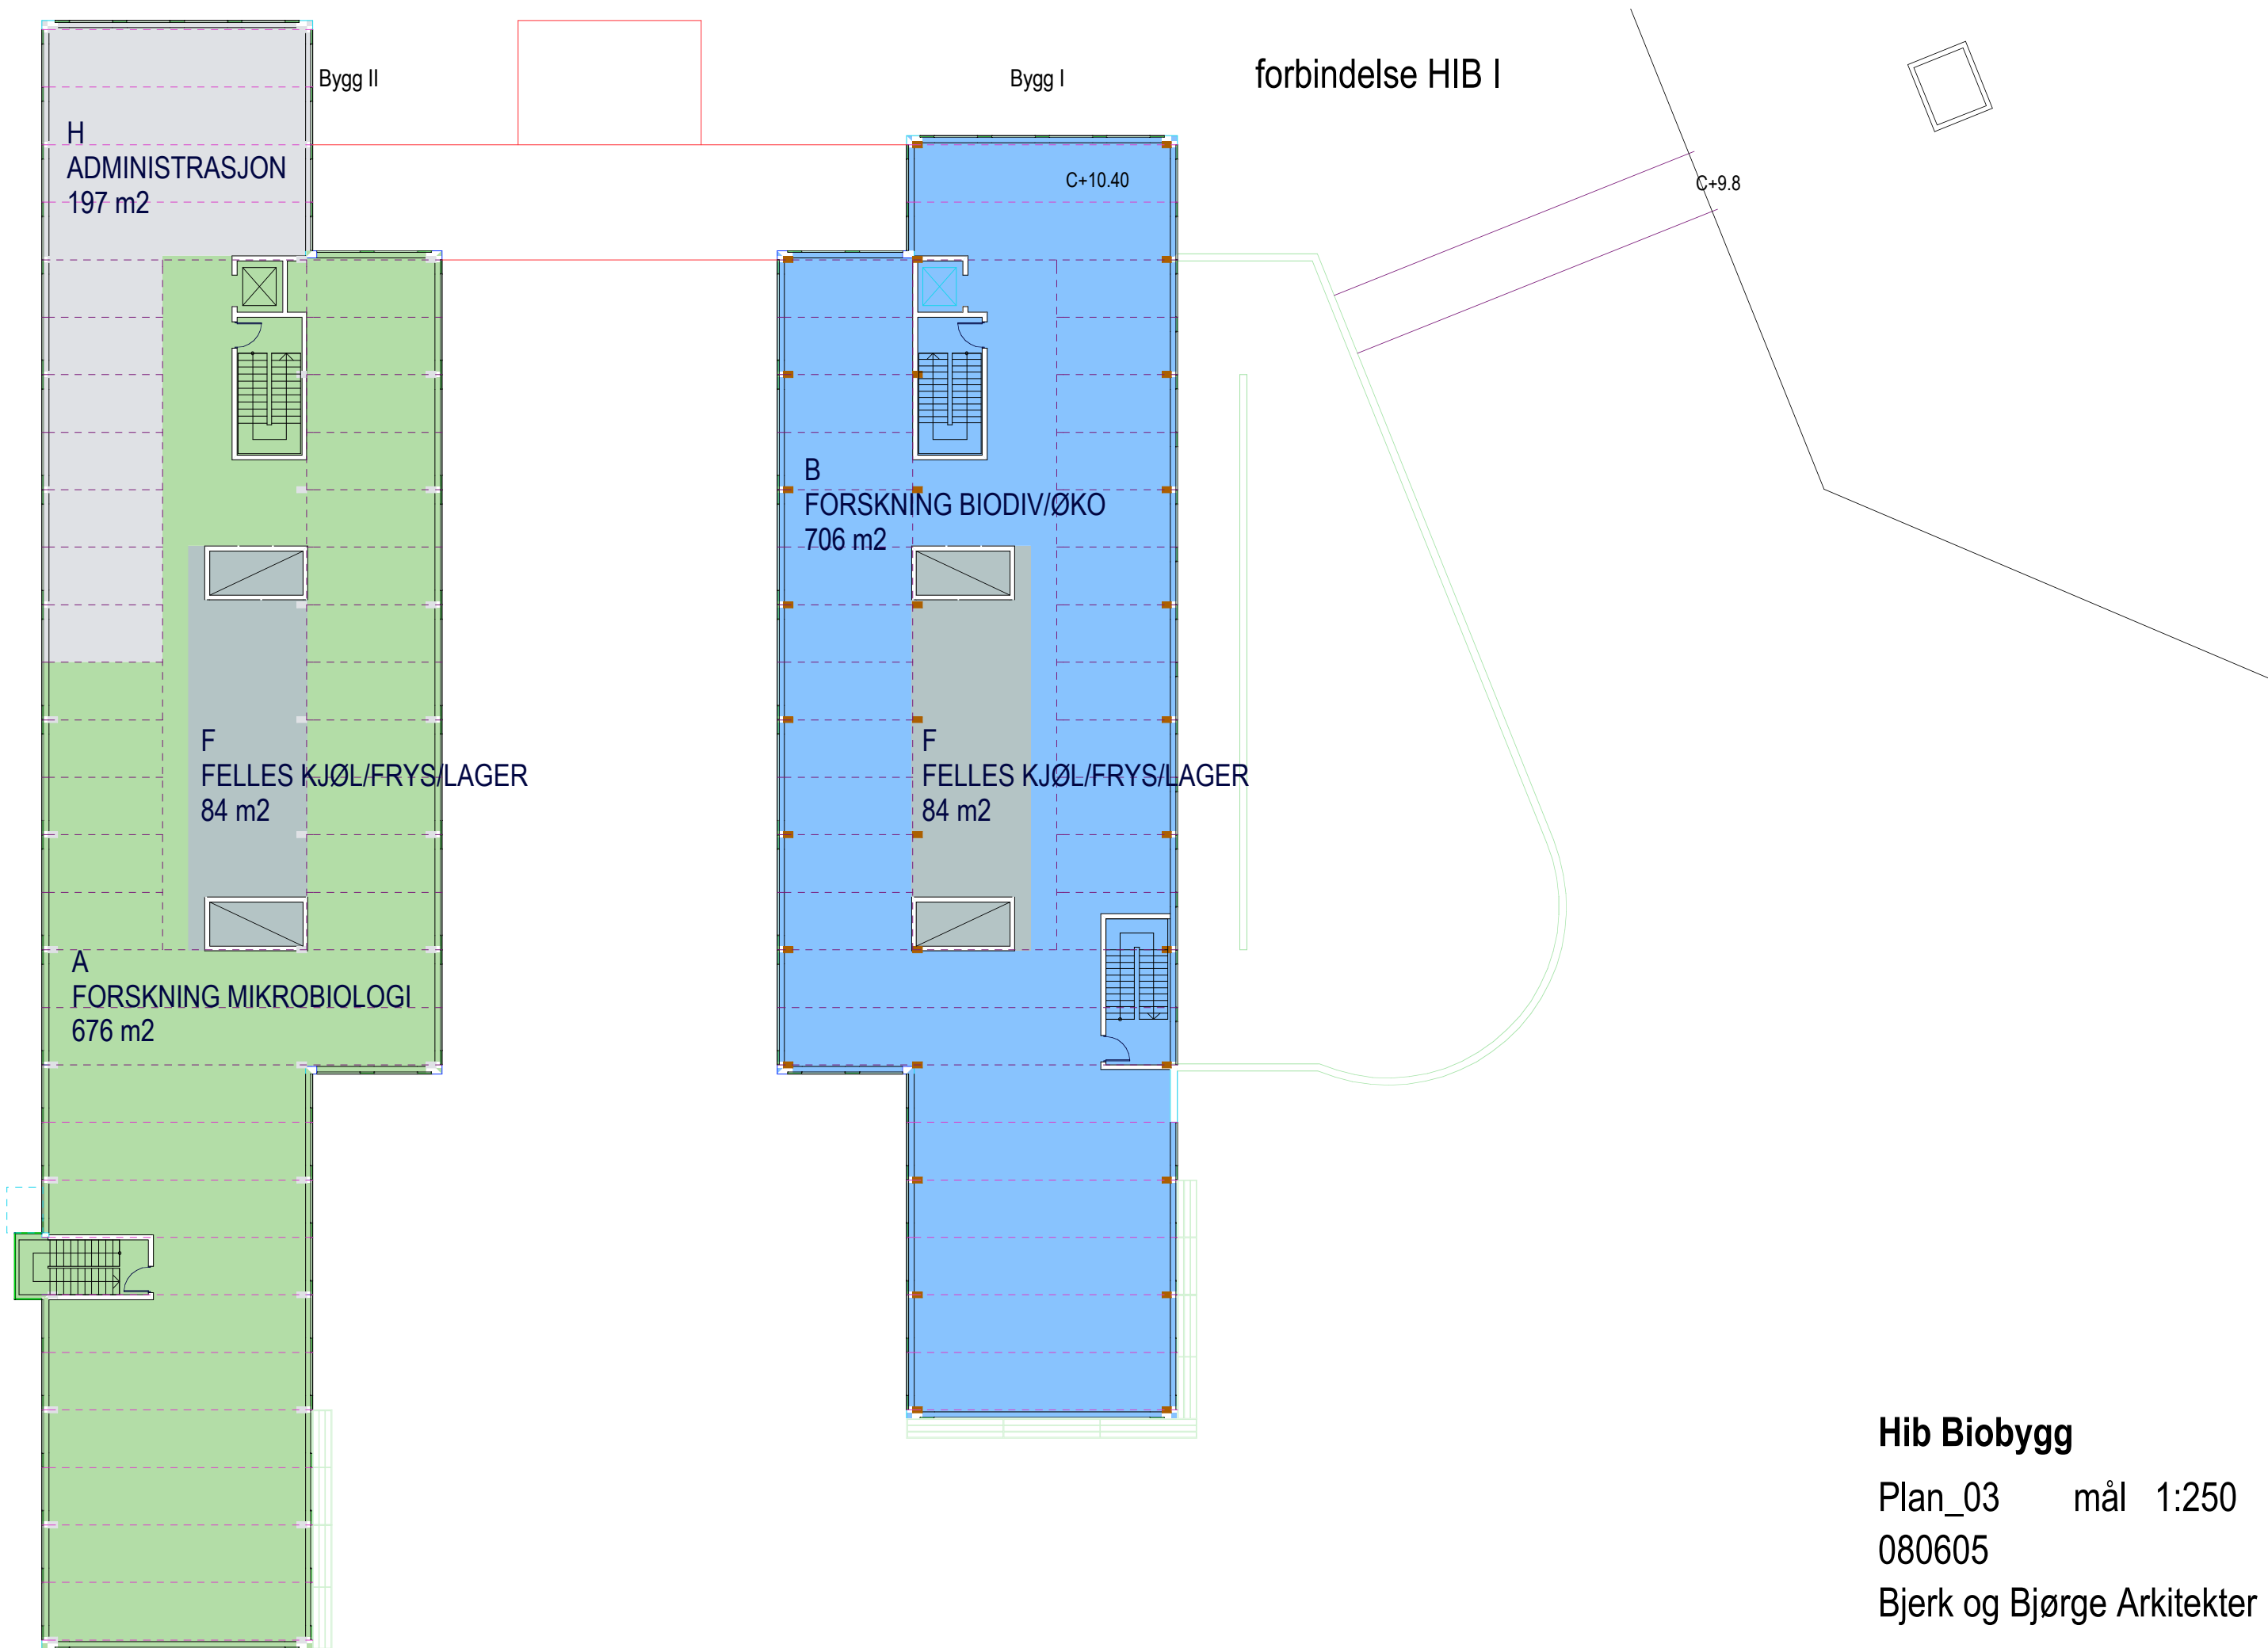 Bygg II
Bygg I
forbindelse HIB I
H
ADMINISTRASJON
197 m2
C+10.40
C+9.8
B
FORSKNING BIODIV/ØKO
706 m2
F
FELLES KJØL/FRYS/LAGER
84 m2
F
FELLES KJØL/FRYS/LAGER
84 m2
A
FORSKNING MIKROBIOLOGI
676 m2
Hib Biobygg
Plan_03 mål 1:250
080605
Bjerk og Bjørge Arkitekter